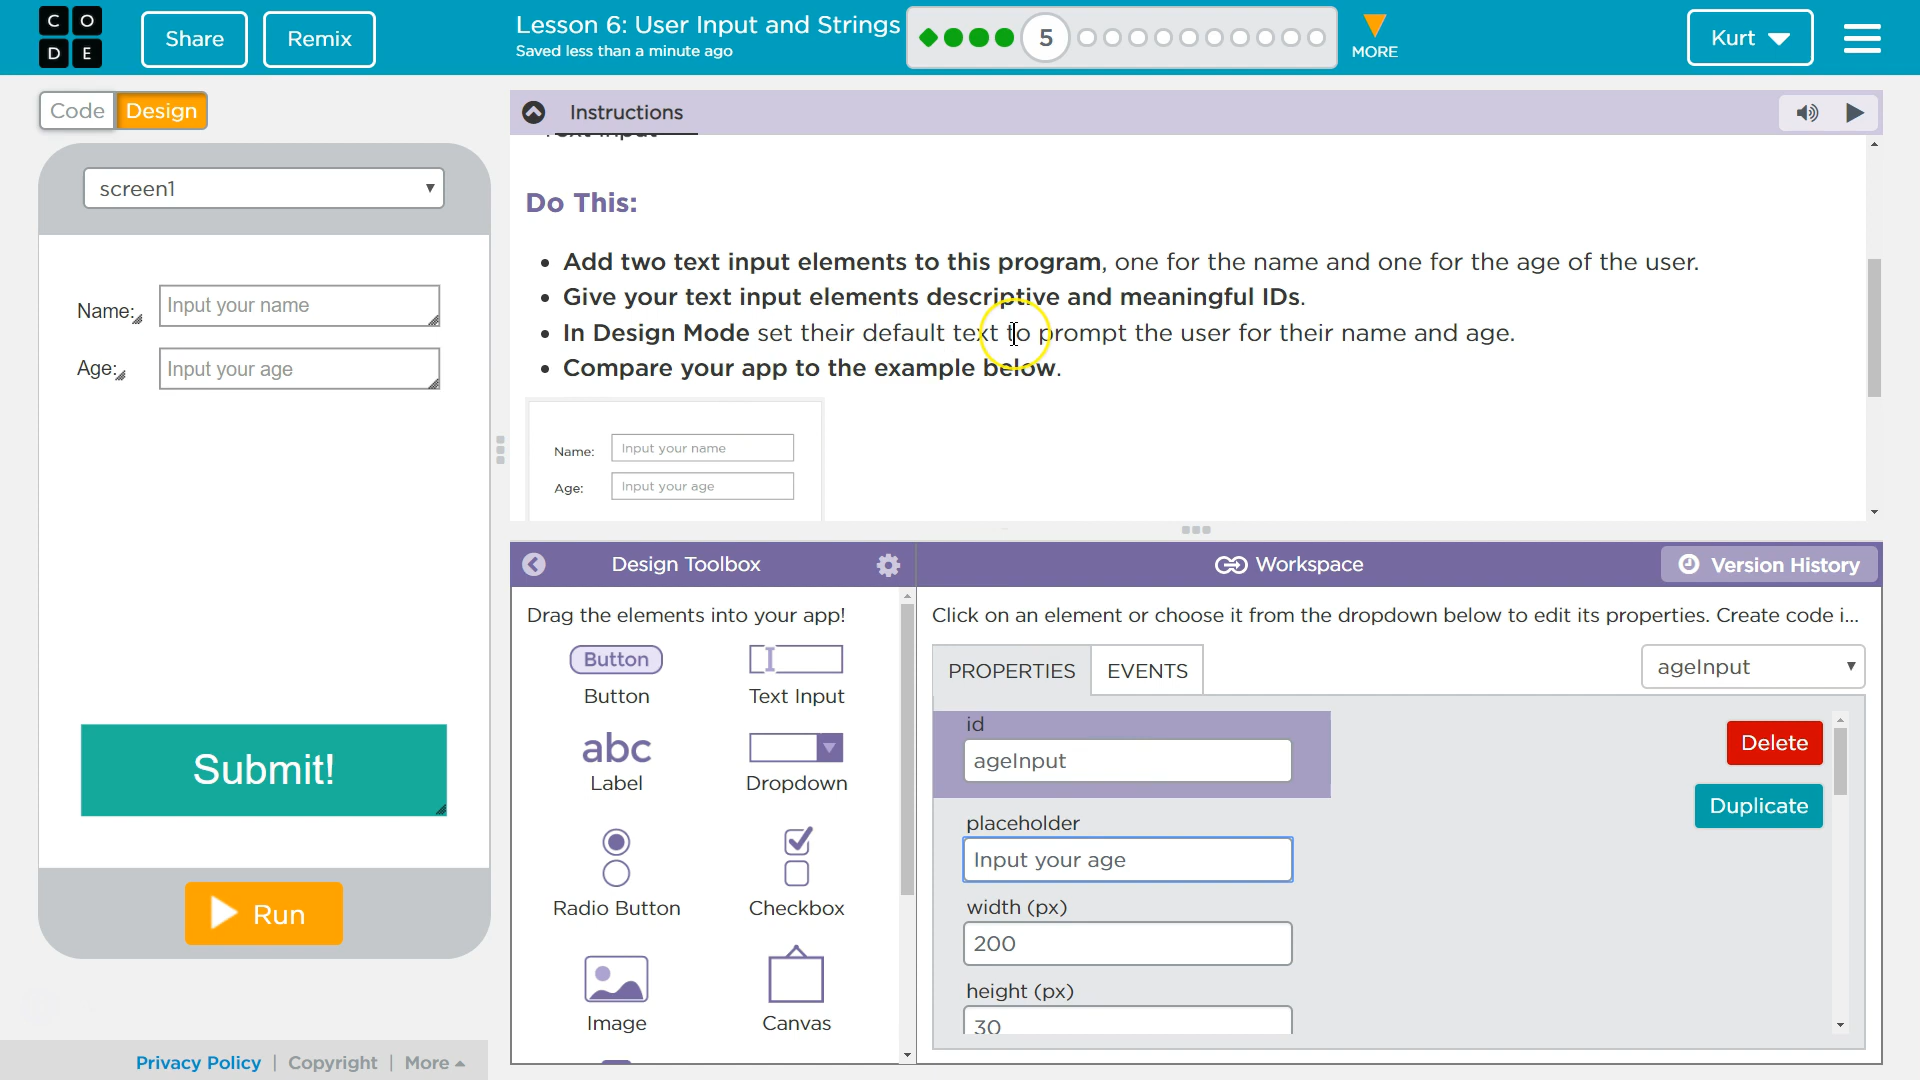 CODE
Share
Remix
Lesson 6: User Input and Strings
Saved less than a minute ago
5
MORE
Kurt
Code
Design
Instructions
Text Input
screen1
Do This:
Add two text input elements to this program, one for the name and one for the age of the user.
Give your text input elements descriptive and meaningful IDs.
In Design Mode set their default text to prompt the user for their name and age.
Compare your app to the example below.
Name:
Input your name
Age:
Input your age
Name:
Input your name
Age:
Input your age
Submit!
Run
Design Toolbox
Workspace
Version History
Drag the elements into your app!
Click on an element or choose it from the dropdown below to edit its properties. Create code i...
Button
Button
Text Input
abc
Label
Dropdown
Radio Button
Checkbox
Image
Canvas
PROPERTIES
EVENTS
ageInput
id
ageInput
Delete
placeholder
Duplicate
Input your age
width (px)
200
height (px)
30
Privacy Policy | Copyright | More